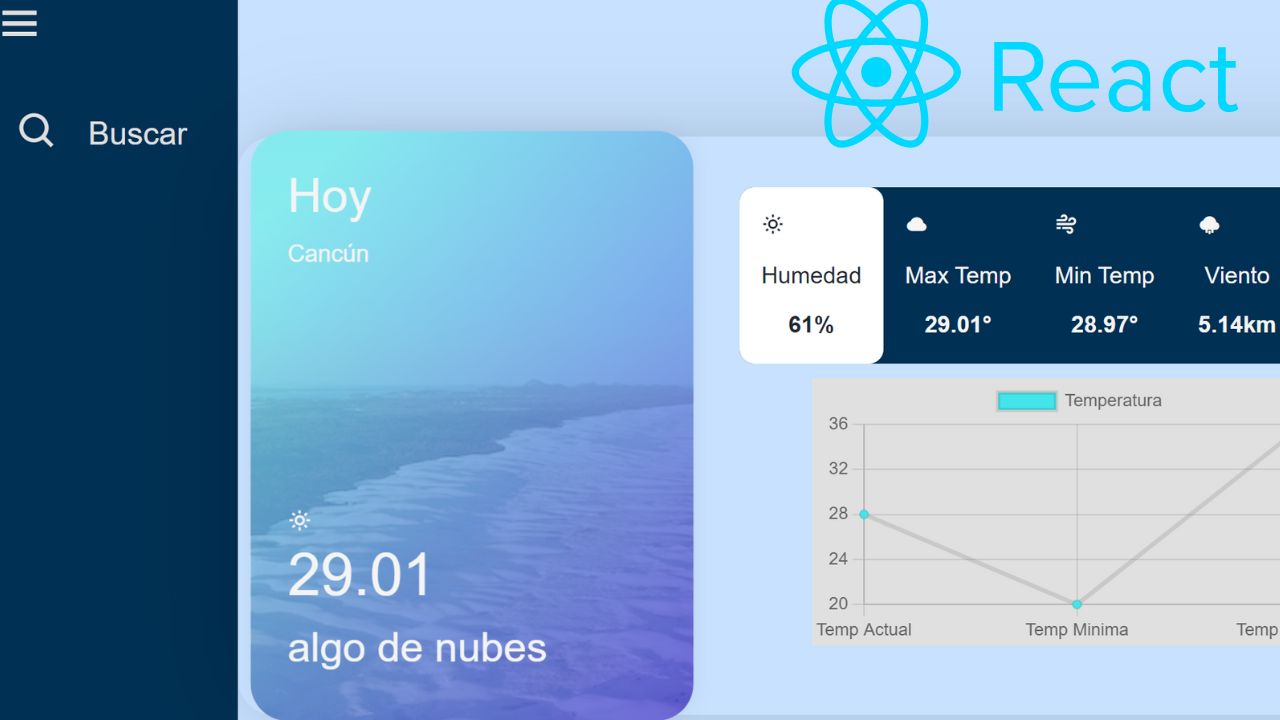 React
Buscar
Hoy
Cancún
29.01
algo de nubes
Humedad
61%
Max Temp
29.01°
Min Temp
28.97°
Viento
5.14km
Temperatura
36
32
28
24
20
Temp Actual
Temp Minima
Temp